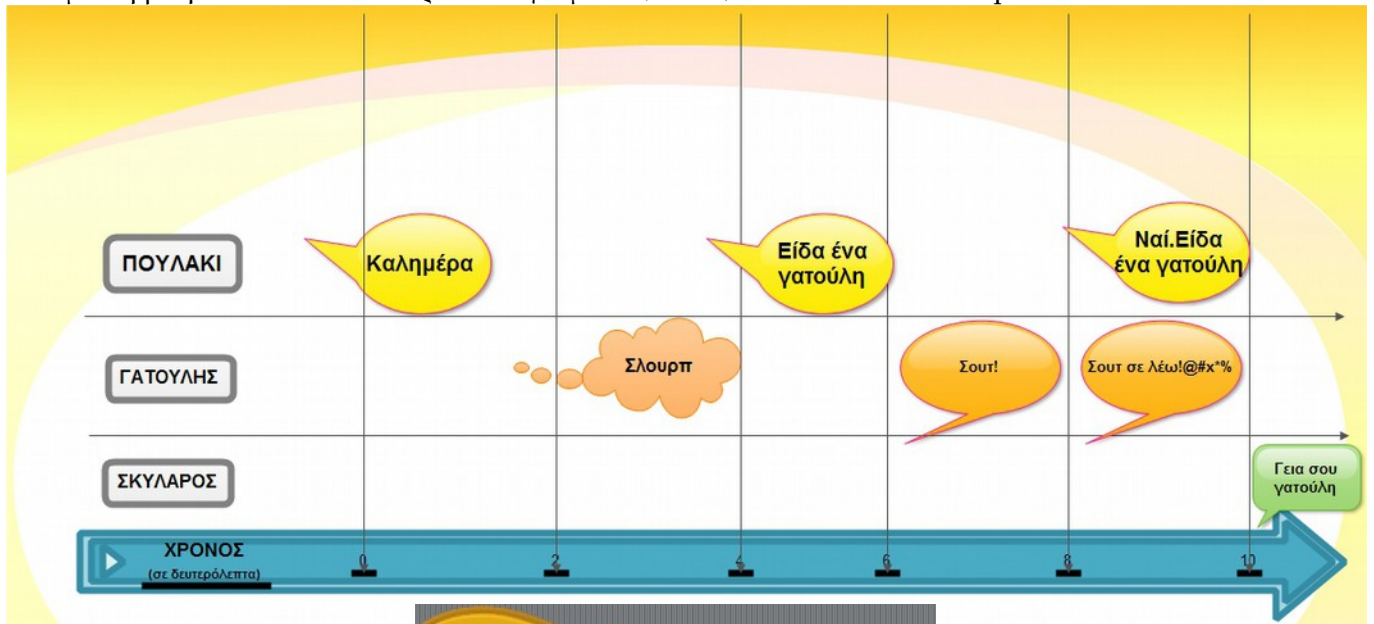 ΠΟΥΛΑΚΙ
Καλημέρα
Είδα ένα
γατούλη
Ναί.Είδα
ένα γατούλη
ΓΑΤΟΥΛΗΣ
Σλουρπ
Σουτ!
Σουτ σε λέω!@#x*%
ΣΚΥΛΑΡΟΣ
Γεια σου
γατούλη
ΧΡΟΝΟΣ
(σε δευτερόλεπτα)
0 2 4 6 8 10